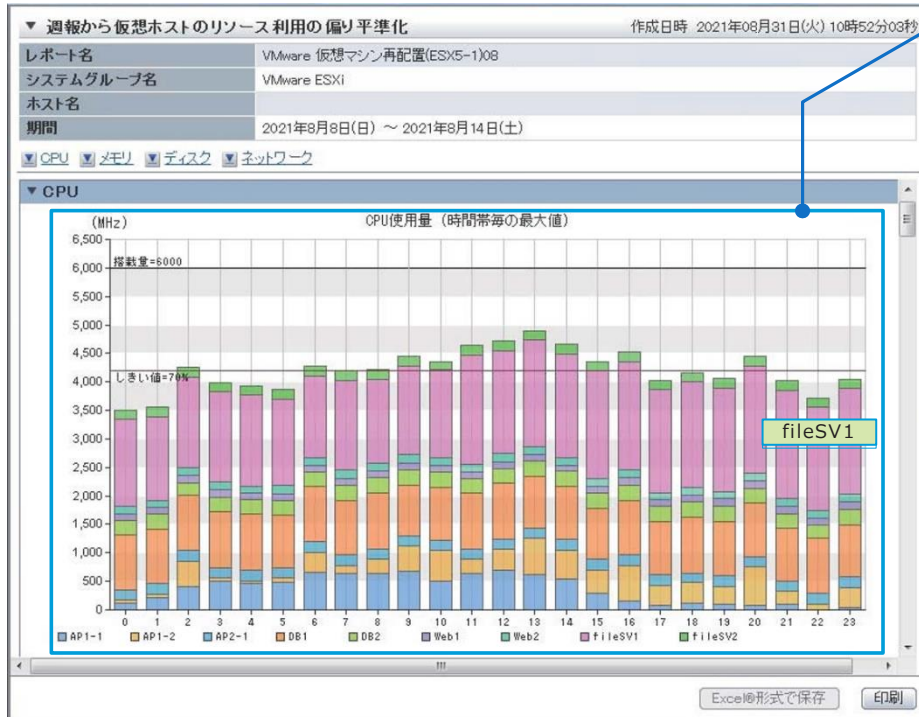 ▼ 週報から仮想ホストのリソース利用の偏り平準化 作成日時 2021年08月31日(火) 10時52分03秒
レポート名 VMware 仮想マシン再配置(ESX5-1)08
システムグループ名 VMware ESXi
ホスト名
期間 2021年8月8日(日) ～ 2021年8月14日(土)
CPU メモリ ディスク ネットワーク
▼ CPU
(MHz) CPU使用量 (時間帯毎の最大値)
6,500
搭載量=6000
6,000
5,500
5,000
4,500
しきい値=70%
4,000
3,500
3,000
fileSV1
2,500
2,000
1,500
1,000
500
0
0 1 2 3 4 5 6 7 8 9 10 11 12 13 14 15 16 17 18 19 20 21 22 23
AP1-1 AP1-2 AP2-1 DB1 DB2 Web1 Web2 fileSV1 fileSV2
Excel®形式で保存 印刷